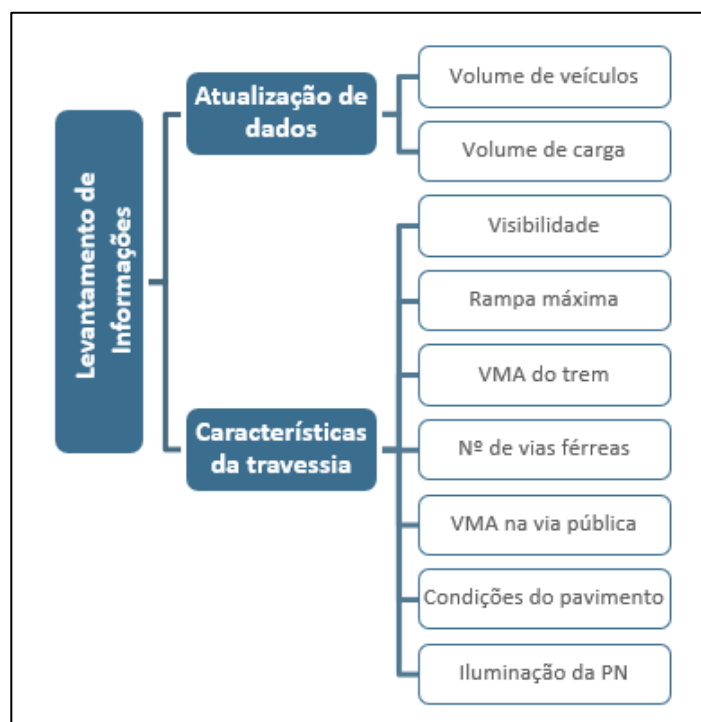 Levantamento de
Informações
Atualização de
dados
Volume de veículos
Volume de carga
Características
da travessia
Visibilidade
Rampa máxima
VMA do trem
Nº de vias férreas
VMA na via pública
Condições do pavimento
Iluminação da PN